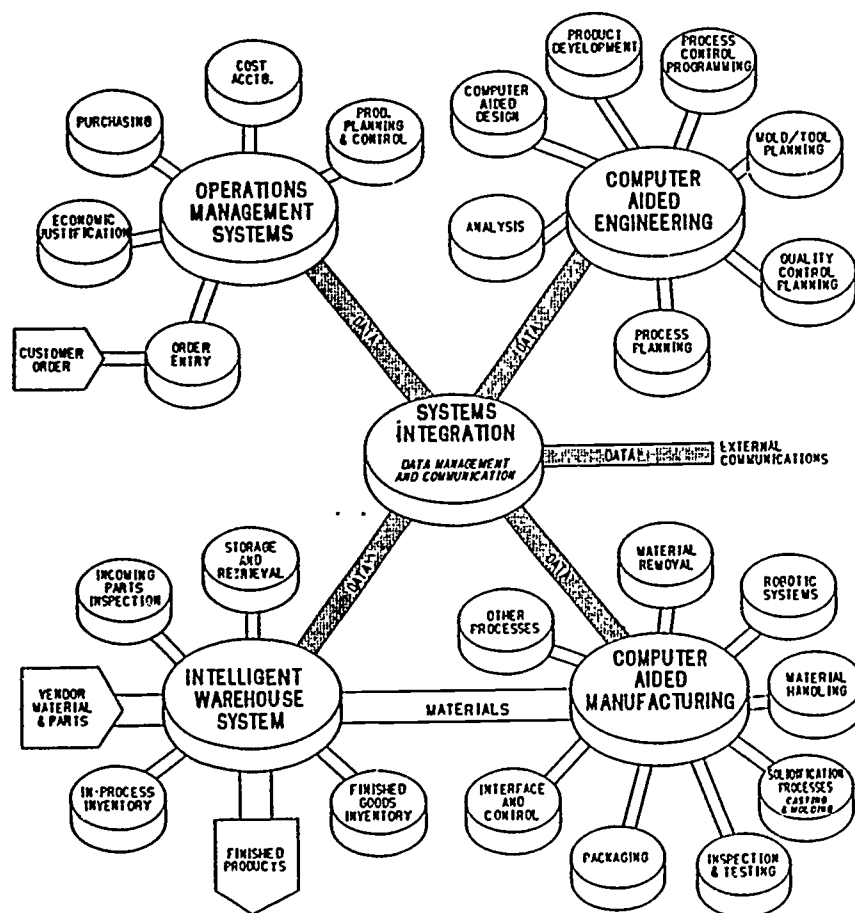 COST
ACCTG.
PURCHASING
PROD.
PLANNING
& CONTROL
OPERATIONS
MANAGEMENT
SYSTEMS
ECONOMIC
JUSTIFICATION
CUSTOMER
ORDER
ORDER
ENTRY
PRODUCT
DEVELOPMENT
PROCESS
CONTROL
PROGRAMMING
COMPUTER
AIDED
DESIGN
MOLD/TOOL
PLANNING
COMPUTER
AIDED
ENGINEERING
ANALYSIS
QUALITY
CONTROL
PLANNING
PROCESS
PLANNING
DATA
DATA
SYSTEMS
INTEGRATION
DATA MANAGEMENT
AND COMMUNICATION
DATA
EXTERNAL
COMMUNICATIONS
DATA
DATA
STORAGE
AND
RETRIEVAL
INCOMING
PARTS
INSPECTION
INTELLIGENT
WAREHOUSE
SYSTEM
VENDOR
MATERIAL
& PARTS
IN-PROCESS
INVENTORY
FINISHED
GOODS
INVENTORY
FINISHED
PRODUCTS
MATERIALS
MATERIAL
REMOVAL
ROBOTIC
SYSTEMS
OTHER
PROCESSES
COMPUTER
AIDED
MANUFACTURING
MATERIAL
HANDLING
SOLIDIFICATION
PROCESSES
CASTING
& MOLDING
INTERFACE
AND
CONTROL
PACKAGING
INSPECTION
& TESTING